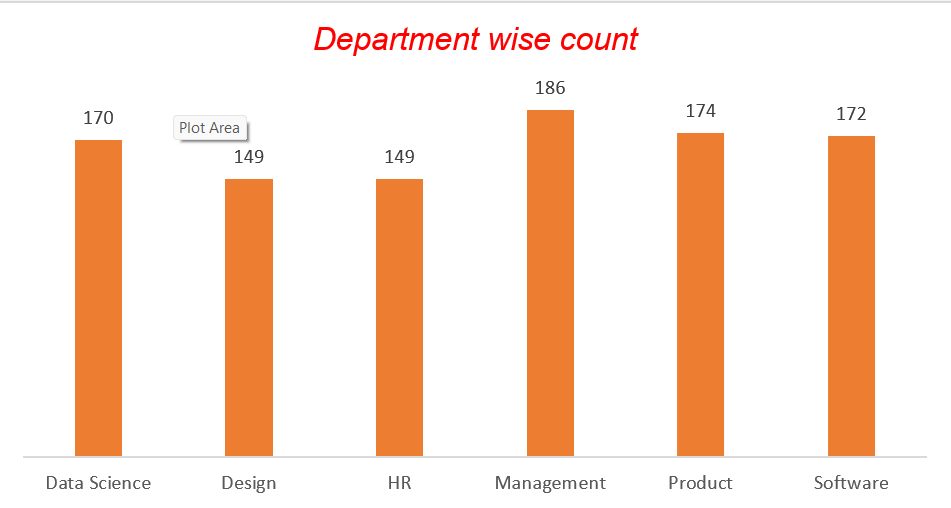 Department wise count
186
170
174
172
Plot Area
149
149
Data Science
Design
HR
Management
Product
Software